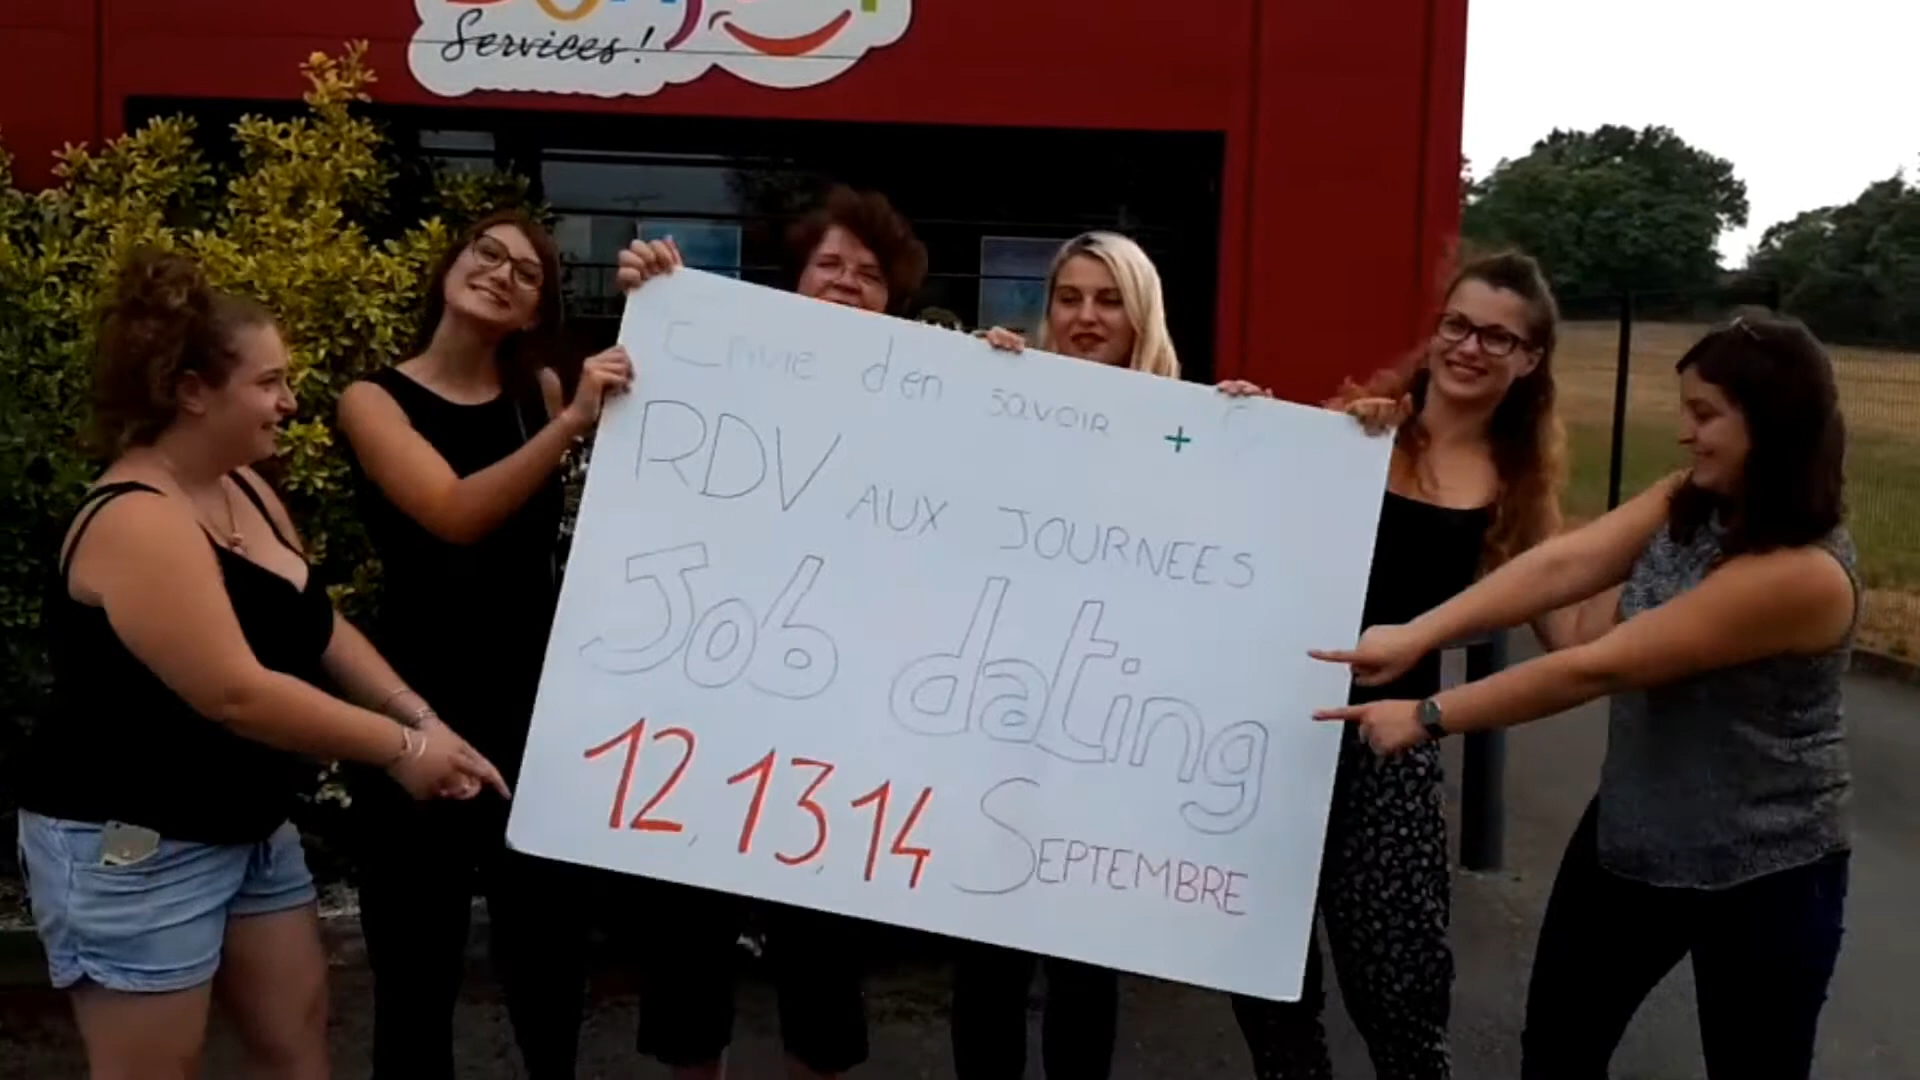 Services!
Envie d'en savoir +
RDV AUX JOURNEES
Job dating
12, 13, 14 SEPTEMBRE